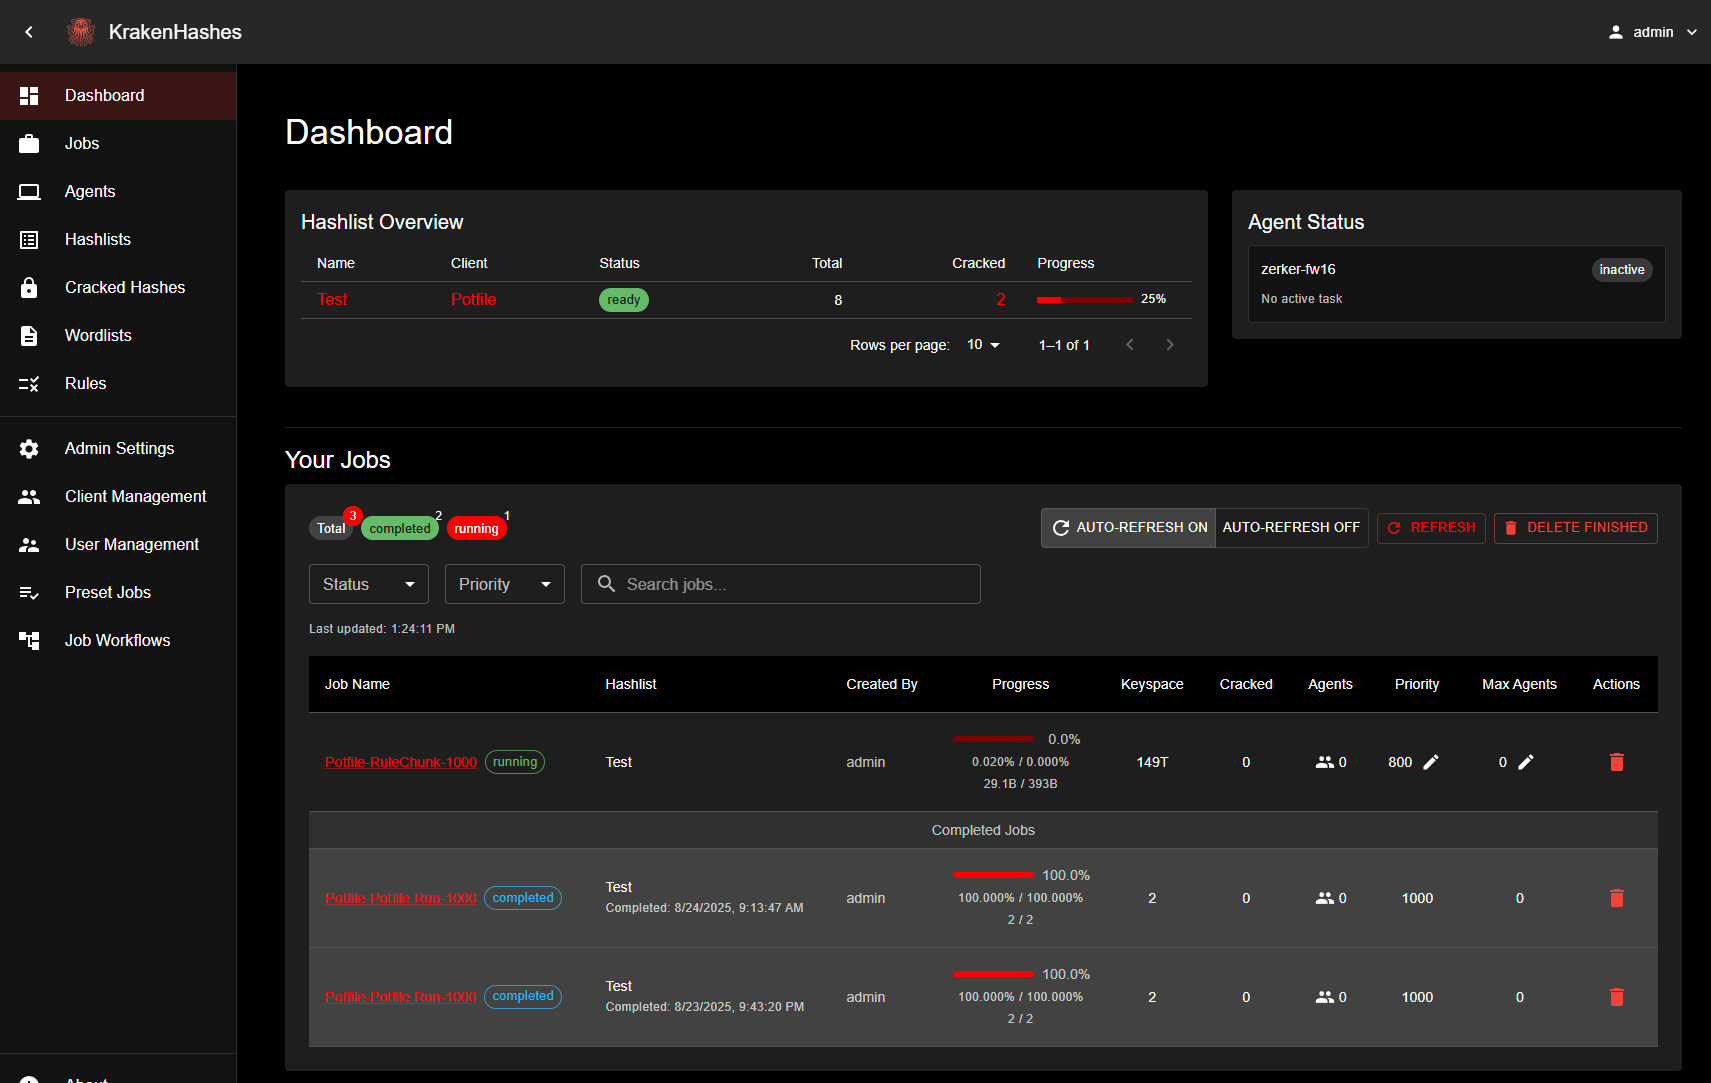 KrakenHashes
admin
Dashboard
Jobs
Agents
Hashlists
Cracked Hashes
Wordlists
Rules
Admin Settings
Client Management
User Management
Preset Jobs
Job Workflows
About
Dashboard
Hashlist Overview
Name Client Status Total Cracked Progress
Test Potfile ready 8 2 25%
Rows per page: 10 1–1 of 1
Agent Status
zerker-fw16 inactive
No active task
Your Jobs
Total 3 completed 2 running 1
AUTO-REFRESH ON AUTO-REFRESH OFF REFRESH DELETE FINISHED
Status Priority Search jobs...
Last updated: 1:24:11 PM
Job Name Hashlist Created By Progress Keyspace Cracked Agents Priority Max Agents Actions
Potfile-RuleChunk-1000 running Test admin 0.0% 149T 0 0 800 0
0.020% / 0.000%
29.1B / 393B
Completed Jobs
Potfile-Potfile Run-1000 completed Test admin 100.0% 2 0 0 1000 0
Completed: 8/24/2025, 9:13:47 AM 100.000% / 100.000%
2 / 2
Potfile-Potfile Run-1000 completed Test admin 100.0% 2 0 0 1000 0
Completed: 8/23/2025, 9:43:20 PM 100.000% / 100.000%
2 / 2